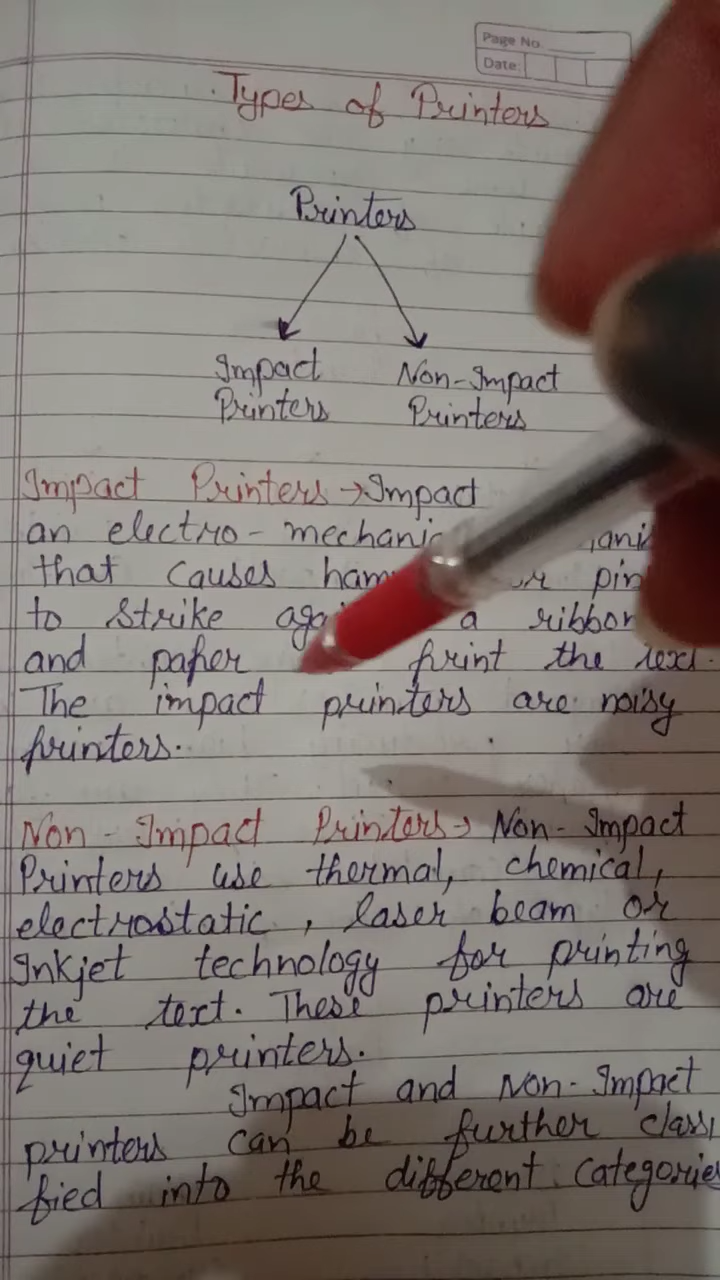 Page No.
Date:
Types of Printers
Printers
Impact Non-Impact
Printers Printers
Impact Printers → Impact
an electro-mechanic
that causes ham pin
to strike a ribbon
and paper print the text.
The impact printers are noisy
printers.
Non-Impact Printers → Non-Impact
Printers use thermal, chemical,
electrostatic, laser beam or
Inkjet technology for printing
the text. These printers are
quiet printers.
Impact and Non-Impact
printers can be further classi
fied into the different categories